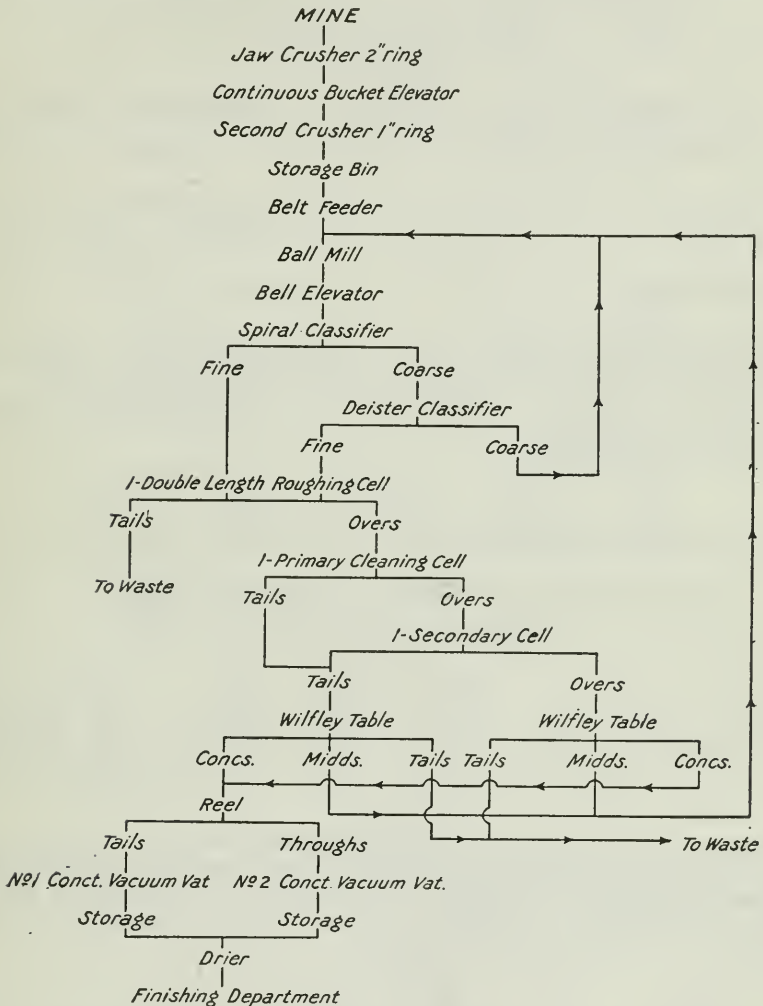 MINE
Jaw Crusher 2" ring
Continuous Bucket Elevator
Second Crusher 1" ring
Storage Bin
Belt Feeder
Ball Mill
Bell Elevator
Spiral Classifier
Fine Coarse
Deister Classifier
Fine Coarse
1-Double Length Roughing Cell
Tails Overs
1-Primary Cleaning Cell
To Waste
Tails Overs
1-Secondary Cell
Tails Overs
Wilfley Table Wilfley Table
Concs. Midds. Tails Tails Midds. Concs.
Reel
Tails Throughs To Waste
Nº1 Conct. Vacuum Vat Nº2 Conct. Vacuum Vat.
Storage Storage
Drier
Finishing Department